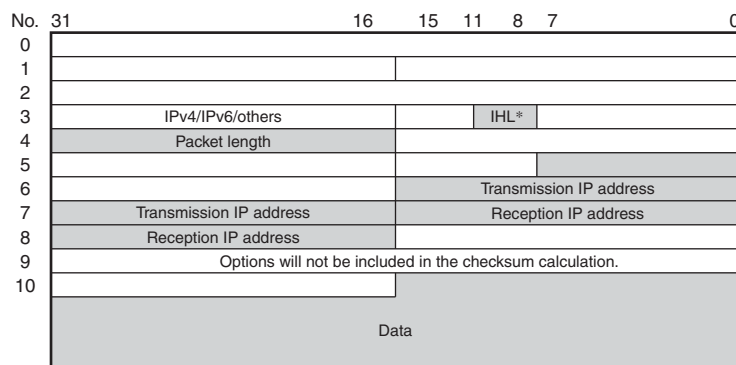 No. 31 16 15 11 8 7 0
0
1
2
3 IPv4/IPv6/others IHL*
4 Packet length
5
6 Transmission IP address
7 Transmission IP address Reception IP address
8 Reception IP address
9 Options will not be included in the checksum calculation.
10
Data